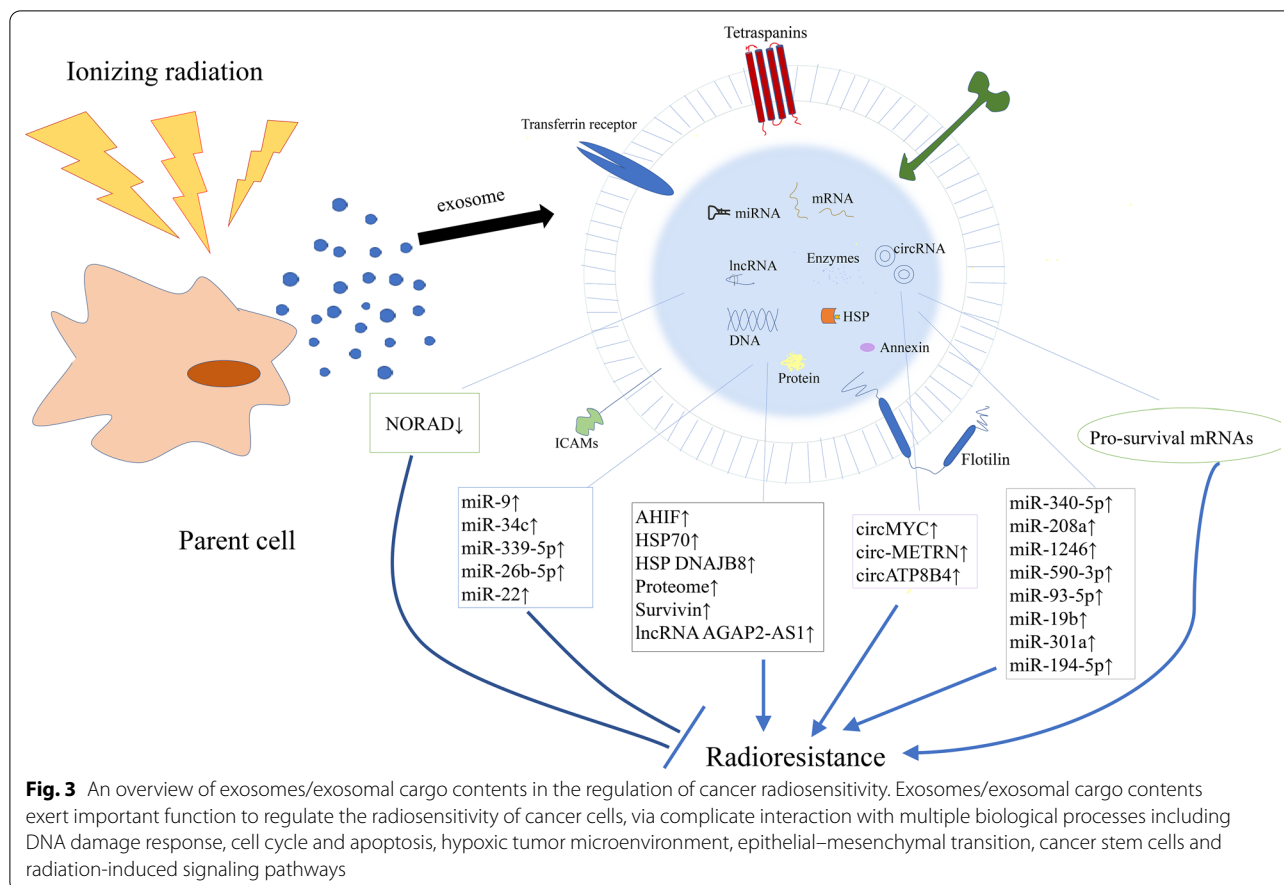 Ionizing radiation
Tetraspanins
Transferrin receptor
exosome
miRNA
mRNA
circRNA
lncRNA
Enzymes
HSP
DNA
Annexin
Protein
ICAMs
Flotilin
Parent cell
NORAD↓
miR-9↑
miR-34c↑
miR-339-5p↑
miR-26b-5p↑
miR-22↑
AHIF↑
HSP70↑
HSP DNAJB8↑
Proteome↑
Survivin↑
lncRNA AGAP2-AS1↑
circMYC↑
circ-METRN↑
circATP8B4↑
miR-340-5p↑
miR-208a↑
miR-1246↑
miR-590-3p↑
miR-93-5p↑
miR-19b↑
miR-301a↑
miR-194-5p↑
Pro-survival mRNAs
Radioresistance
Fig. 3 An overview of exosomes/exosomal cargo contents in the regulation of cancer radiosensitivity. Exosomes/exosomal cargo contents
exert important function to regulate the radiosensitivity of cancer cells, via complicate interaction with multiple biological processes including
DNA damage response, cell cycle and apoptosis, hypoxic tumor microenvironment, epithelial–mesenchymal transition, cancer stem cells and
radiation-induced signaling pathways